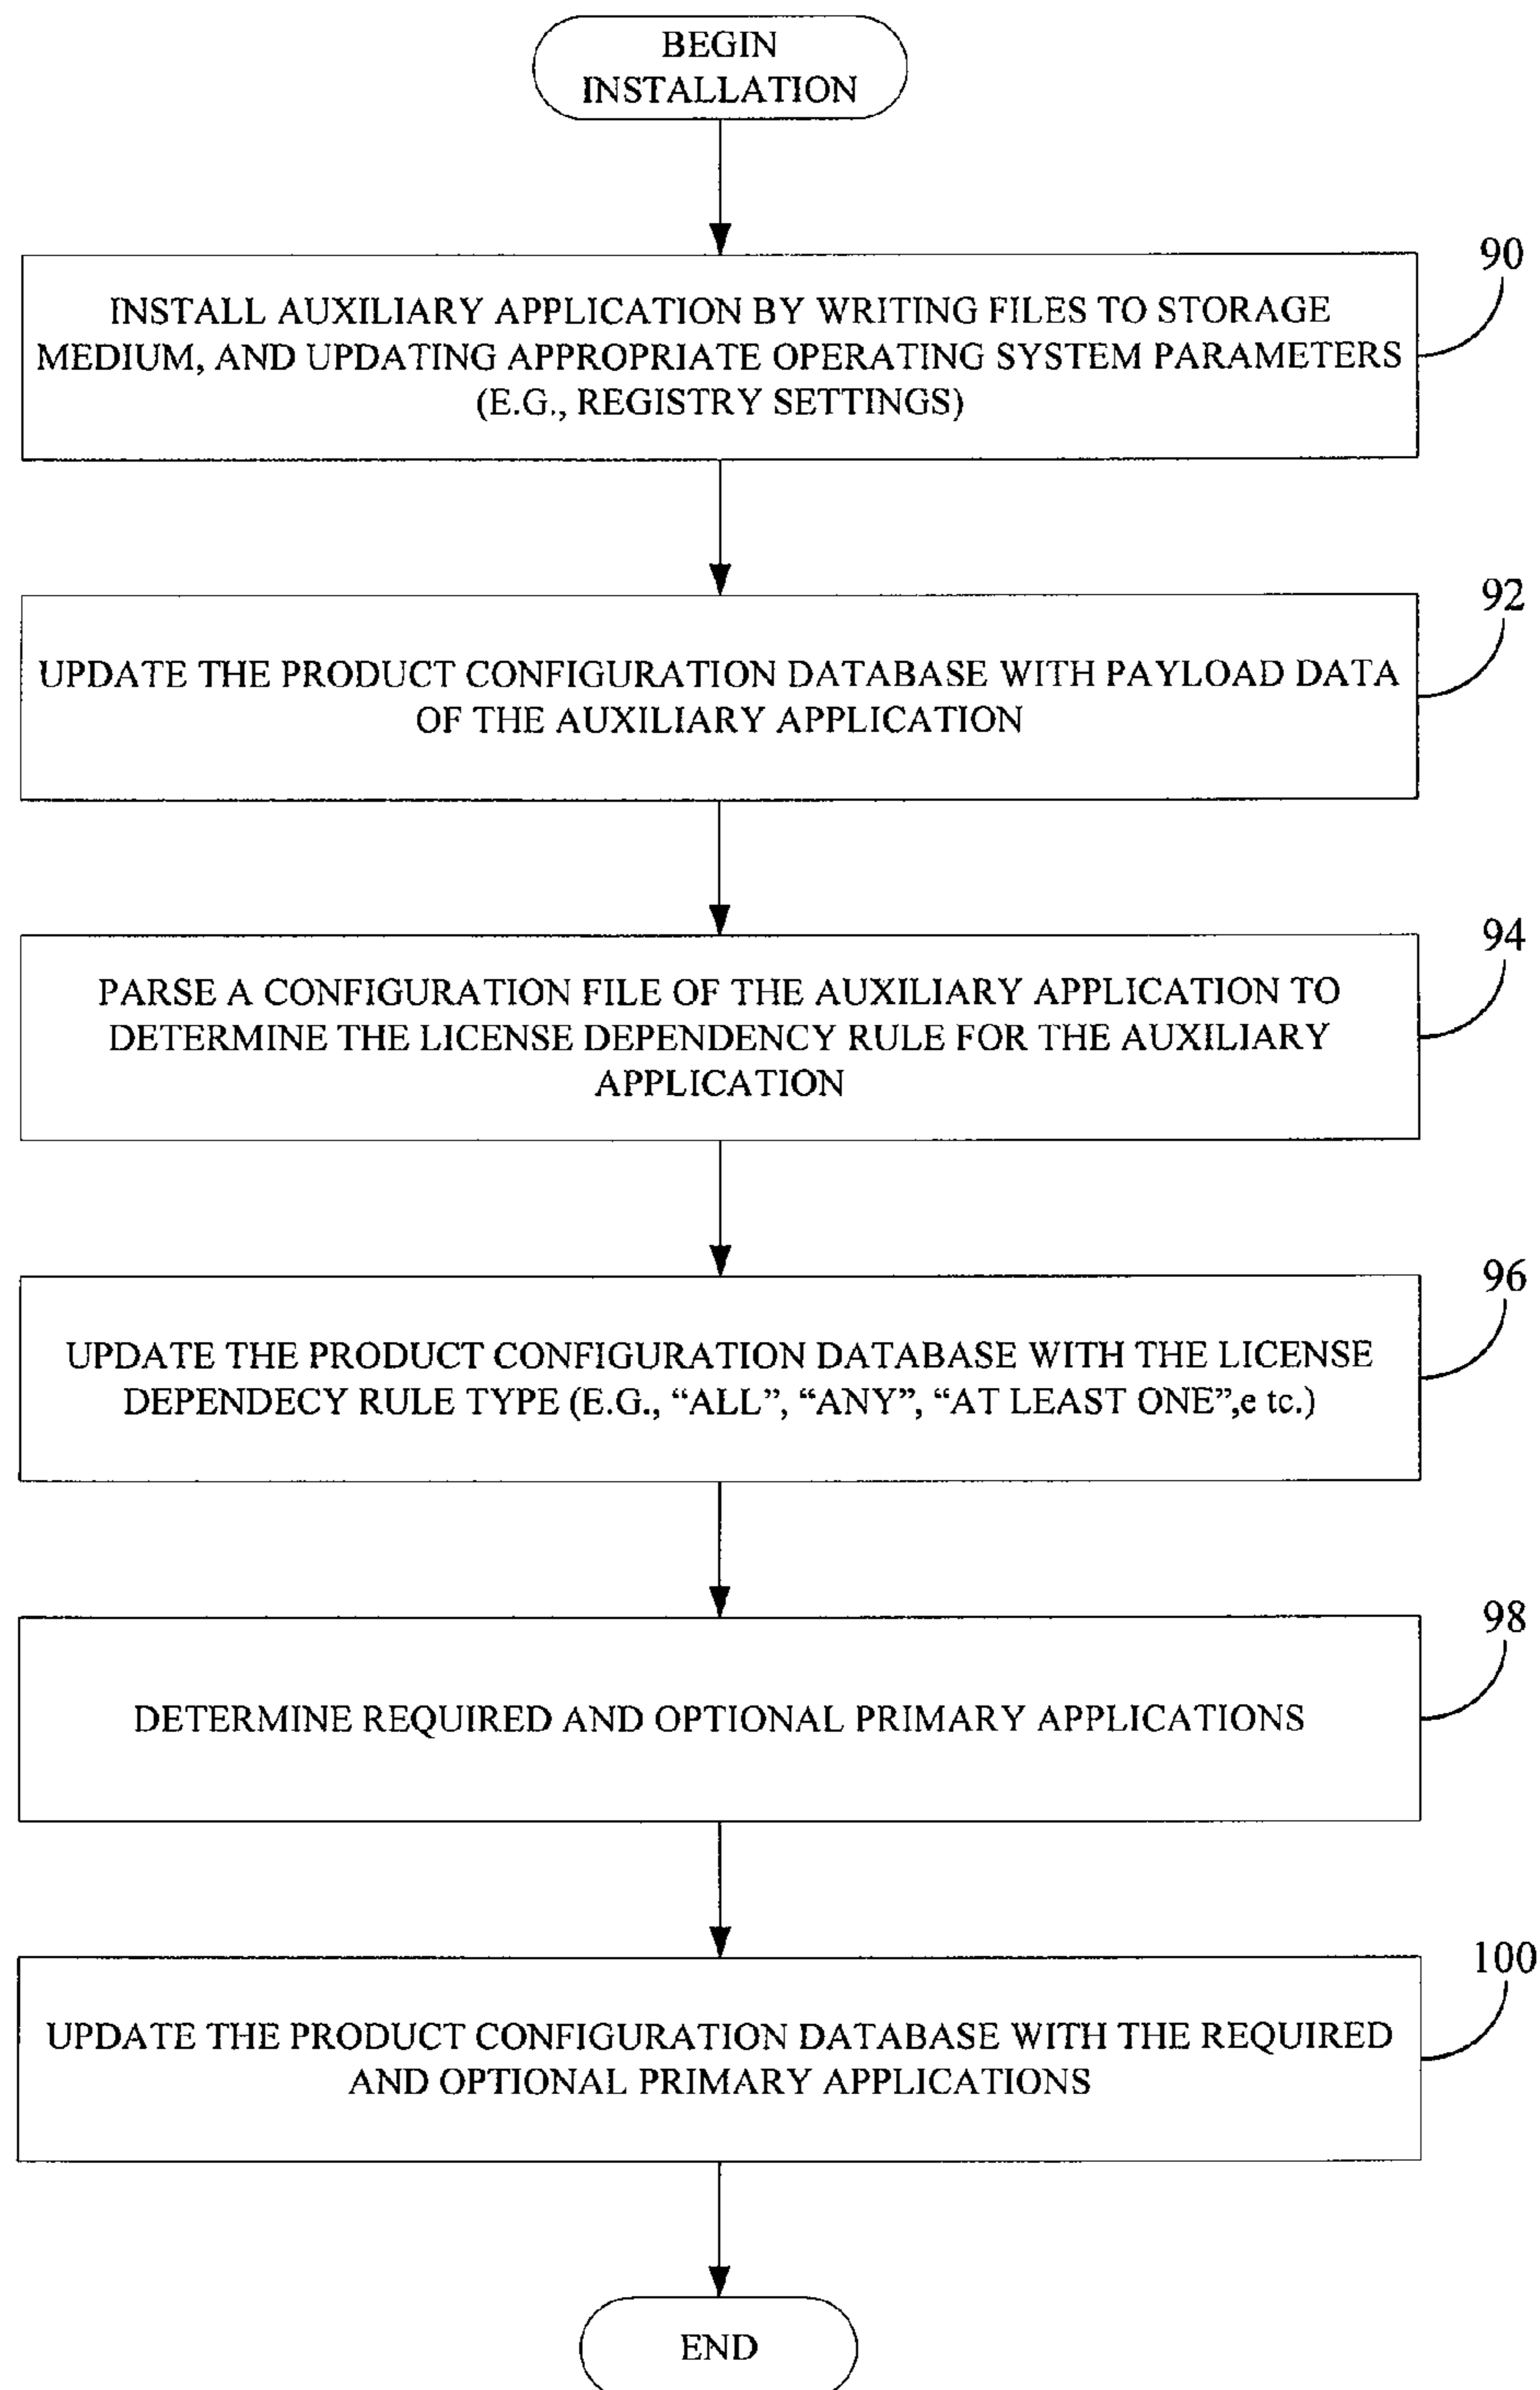 BEGIN
INSTALLATION
90
INSTALL AUXILIARY APPLICATION BY WRITING FILES TO STORAGE
MEDIUM, AND UPDATING APPROPRIATE OPERATING SYSTEM PARAMETERS
(E.G., REGISTRY SETTINGS)
92
UPDATE THE PRODUCT CONFIGURATION DATABASE WITH PAYLOAD DATA
OF THE AUXILIARY APPLICATION
94
PARSE A CONFIGURATION FILE OF THE AUXILIARY APPLICATION TO
DETERMINE THE LICENSE DEPENDENCY RULE FOR THE AUXILIARY
APPLICATION
96
UPDATE THE PRODUCT CONFIGURATION DATABASE WITH THE LICENSE
DEPENDECY RULE TYPE (E.G., “ALL”, “ANY”, “AT LEAST ONE”,e tc.)
98
DETERMINE REQUIRED AND OPTIONAL PRIMARY APPLICATIONS
100
UPDATE THE PRODUCT CONFIGURATION DATABASE WITH THE REQUIRED
AND OPTIONAL PRIMARY APPLICATIONS
END